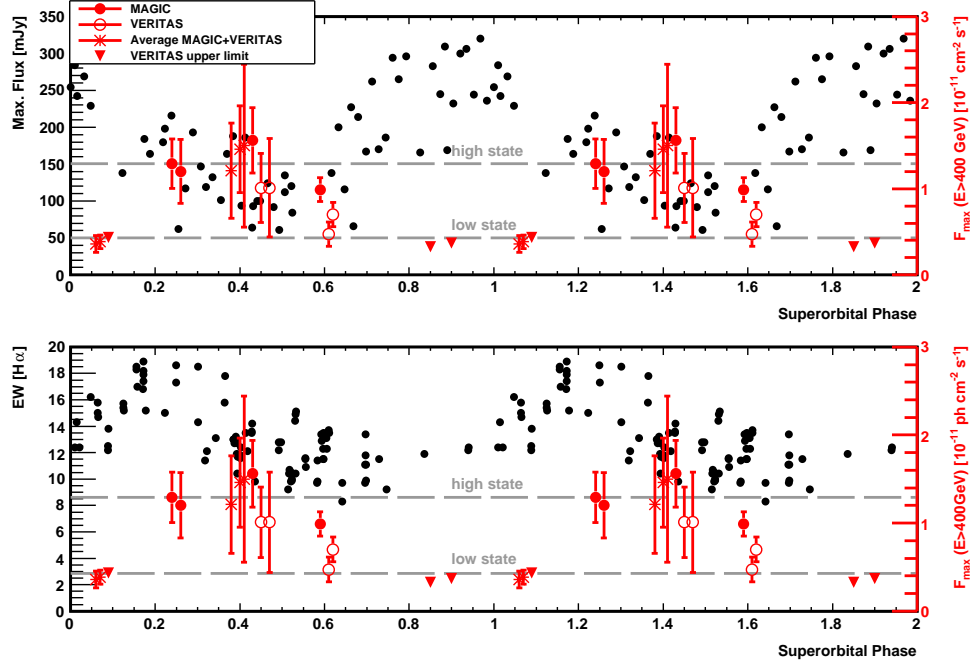 MAGIC
VERITAS
Average MAGIC+VERITAS
VERITAS upper limit
Max. Flux [mJy]
350
300
250
200
150
100
50
0
high state
low state
3
2
1
0
F_max (E>400 GeV) [10^-11 cm^-2 s^-1]
0 0.2 0.4 0.6 0.8 1 1.2 1.4 1.6 1.8 2
Superorbital Phase
EW [Hα]
20
18
16
14
12
10
8
6
4
2
0
high state
low state
3
2
1
0
F_max (E>400GeV) [10^-11 ph cm^-2 s^-1]
0 0.2 0.4 0.6 0.8 1 1.2 1.4 1.6 1.8 2
Superorbital Phase